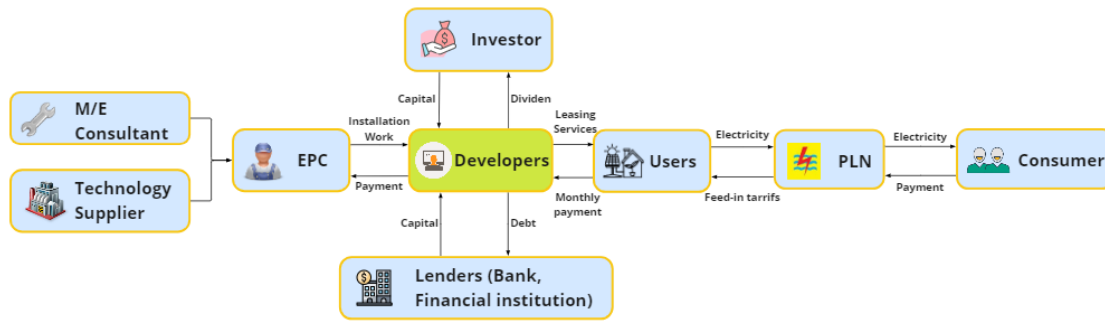 Investor
Capital
Dividen
M/E
Consultant
Technology
Supplier
EPC
Installation
Work
Payment
Developers
Leasing
Services
Monthly
payment
Users
Electricity
Feed-in tarrifs
PLN
Electricity
Payment
Consumer
Capital
Debt
Lenders (Bank,
Financial institution)